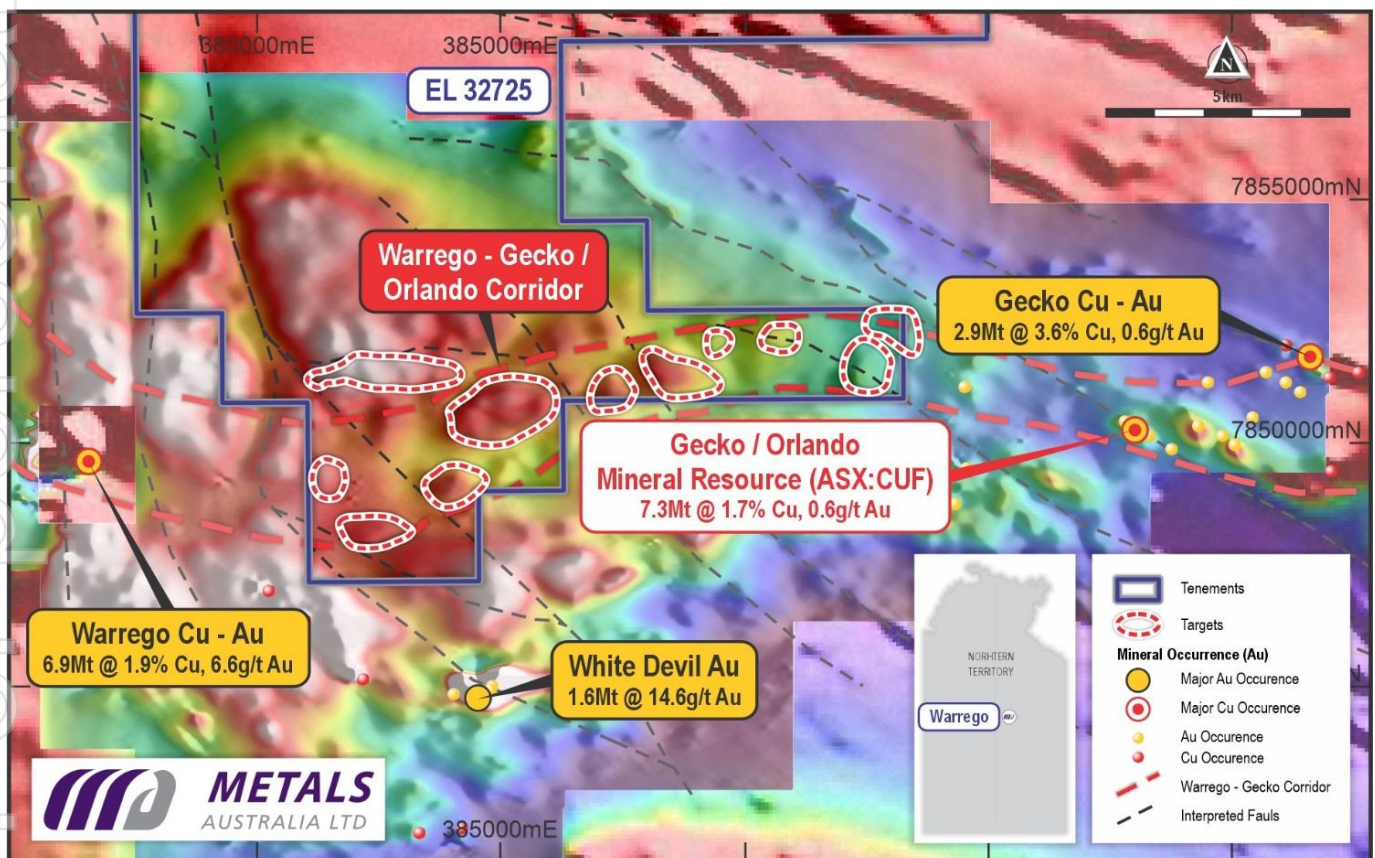 380000mE
385000mE
EL 32725
N
5km
7855000mN
Warrego - Gecko /
Orlando Corridor
Gecko Cu - Au
2.9Mt @ 3.6% Cu, 0.6g/t Au
7850000mN
Gecko / Orlando
Mineral Resource (ASX:CUF)
7.3Mt @ 1.7% Cu, 0.6g/t Au
Warrego Cu - Au
6.9Mt @ 1.9% Cu, 6.6g/t Au
White Devil Au
1.6Mt @ 14.6g/t Au
NORHTERN
TERRITORY
Warrego
Tenements
Targets
Mineral Occurrence (Au)
Major Au Occurence
Major Cu Occurence
Au Occurence
Cu Occurence
Warrego - Gecko Corridor
Interpreted Fauls
METALS
AUSTRALIA LTD
385000mE